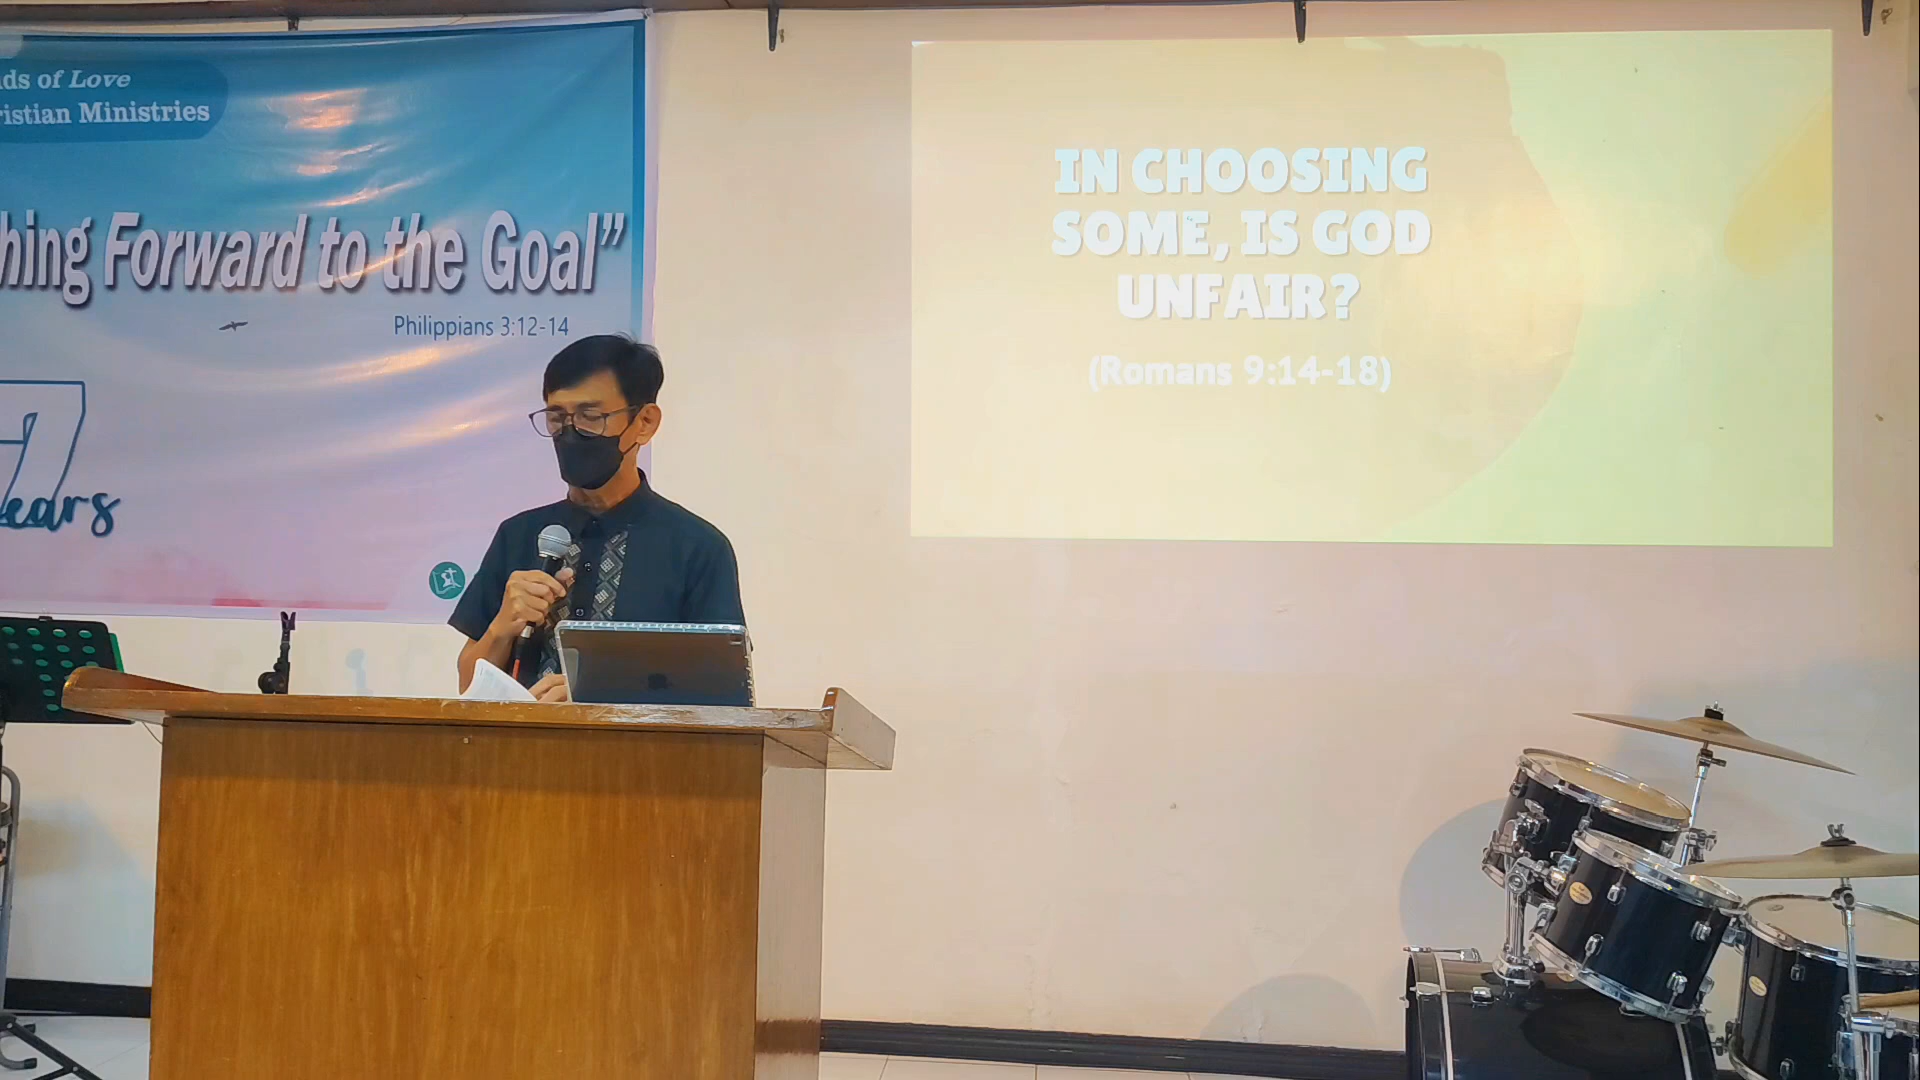 ds of Love
ristian Ministries
hing Forward to the Goal”
Philippians 3:12-14
7
ears
IN CHOOSING
SOME, IS GOD
UNFAIR?
(Romans 9:14-18)